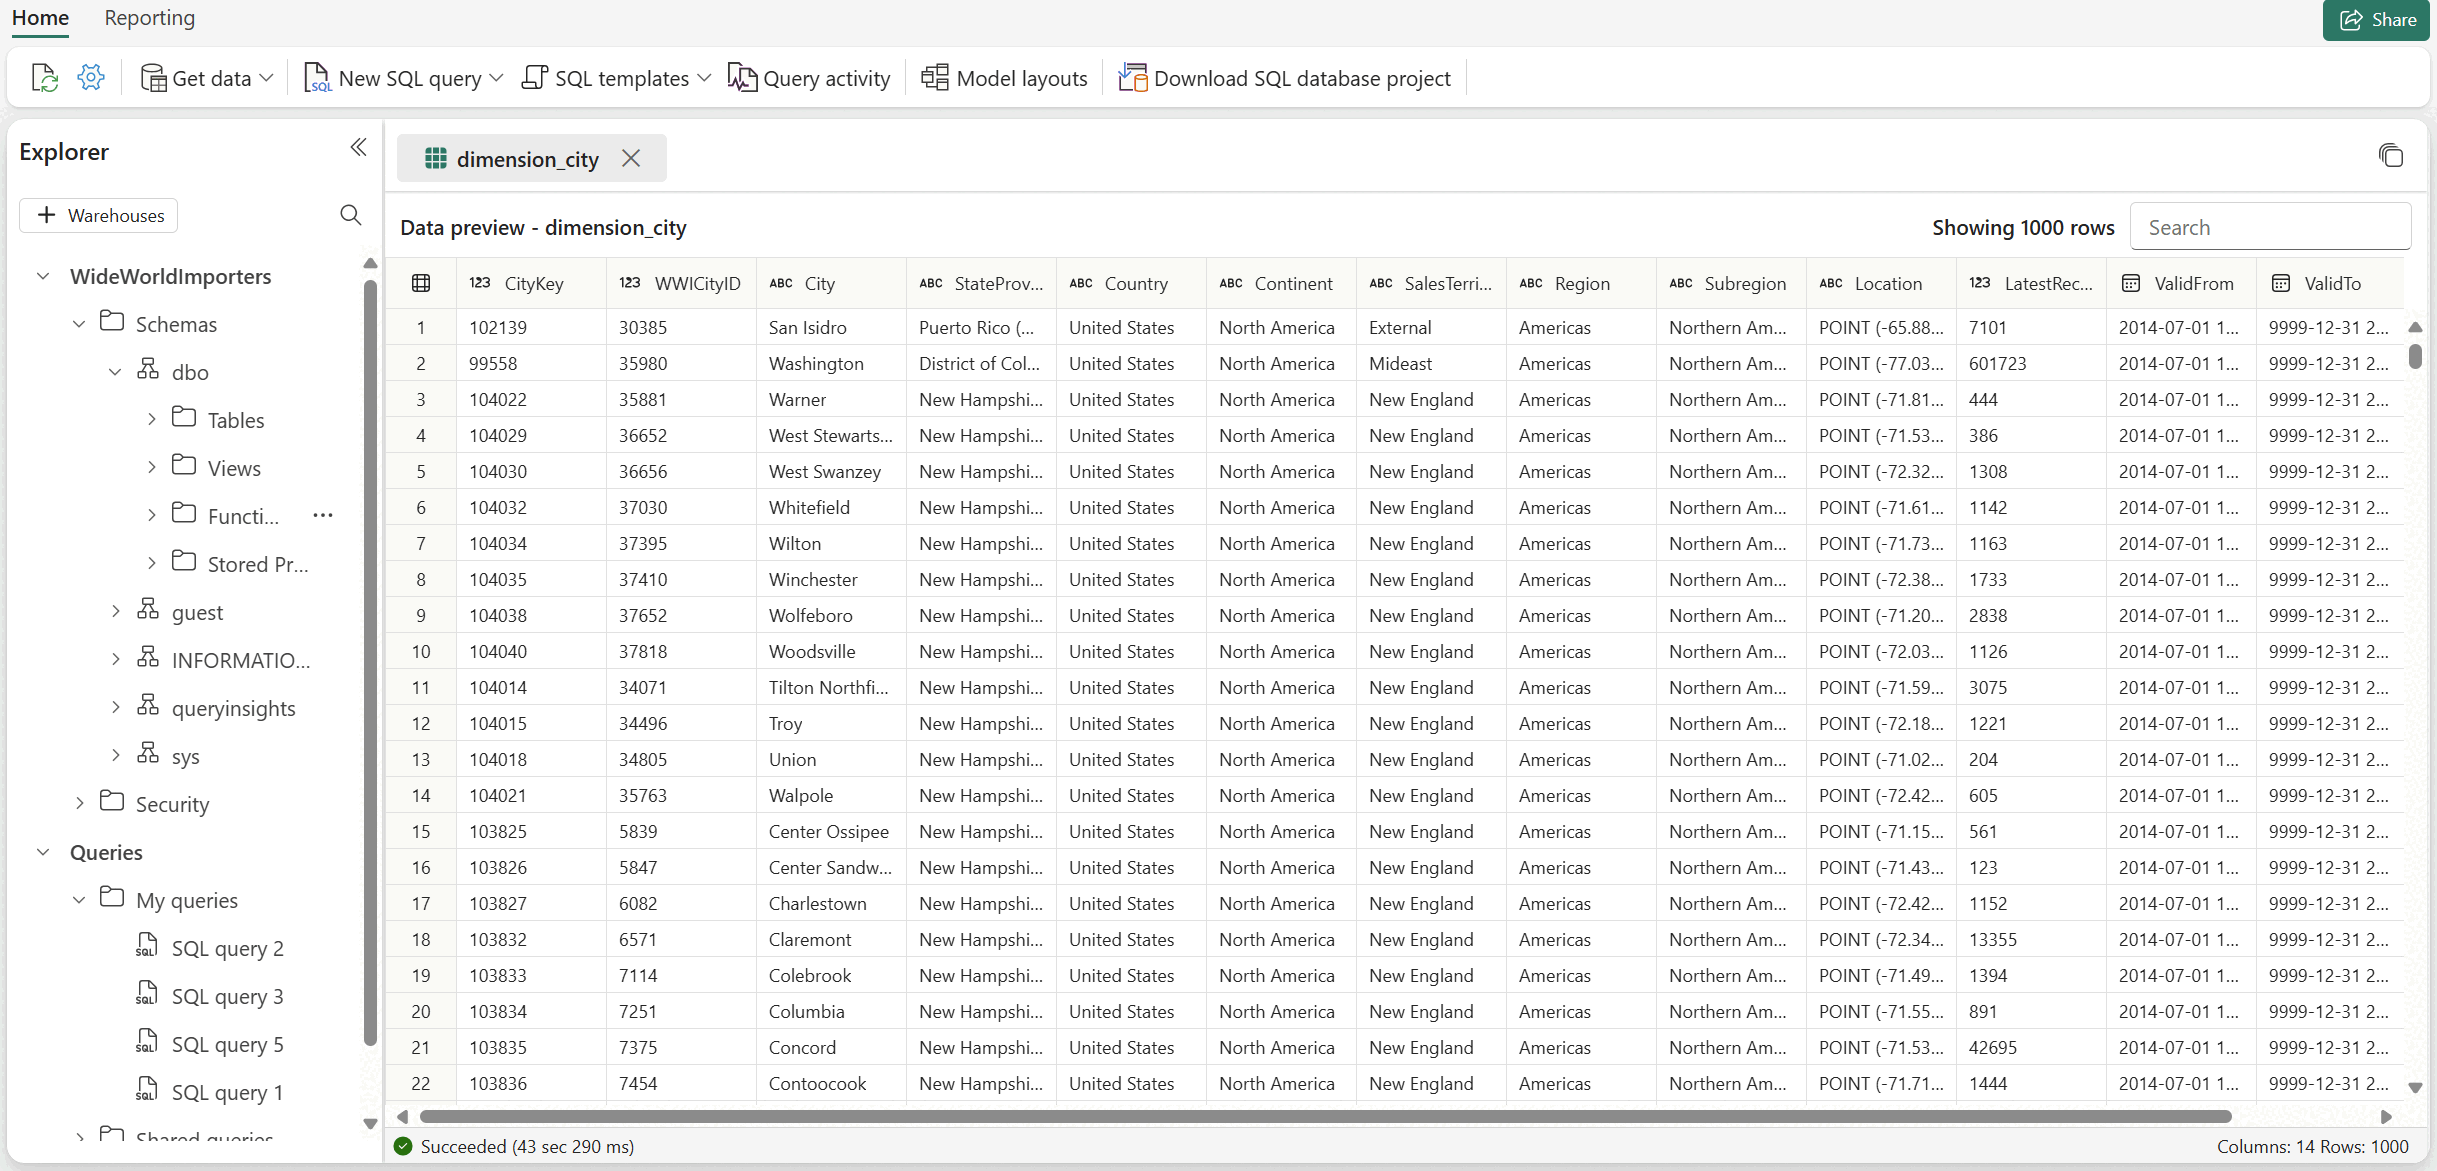 Home Reporting Share
Get data New SQL query SQL templates Query activity Model layouts Download SQL database project
Explorer
+ Warehouses
WideWorldImporters
Schemas
dbo
Tables
Views
Functi... ...
Stored Pr...
guest
INFORMATIO...
queryinsights
sys
Security
Queries
My queries
SQL query 2
SQL query 3
SQL query 5
SQL query 1
Shared queries
dimension_city
Data preview - dimension_city Showing 1000 rows Search
123 CityKey 123 WWICityID ABC City ABC StateProv... ABC Country ABC Continent ABC SalesTerri... ABC Region ABC Subregion ABC Location 123 LatestRec... ValidFrom ValidTo
1 102139 30385 San Isidro Puerto Rico (... United States North America External Americas Northern Am... POINT (-65.88... 7101 2014-07-01 1... 9999-12-31 2...
2 99558 35980 Washington District of Col... United States North America Mideast Americas Northern Am... POINT (-77.03... 601723 2014-07-01 1... 9999-12-31 2...
3 104022 35881 Warner New Hampshi... United States North America New England Americas Northern Am... POINT (-71.81... 444 2014-07-01 1... 9999-12-31 2...
4 104029 36652 West Stewarts... New Hampshi... United States North America New England Americas Northern Am... POINT (-71.53... 386 2014-07-01 1... 9999-12-31 2...
5 104030 36656 West Swanzey New Hampshi... United States North America New England Americas Northern Am... POINT (-72.32... 1308 2014-07-01 1... 9999-12-31 2...
6 104032 37030 Whitefield New Hampshi... United States North America New England Americas Northern Am... POINT (-71.61... 1142 2014-07-01 1... 9999-12-31 2...
7 104034 37395 Wilton New Hampshi... United States North America New England Americas Northern Am... POINT (-71.73... 1163 2014-07-01 1... 9999-12-31 2...
8 104035 37410 Winchester New Hampshi... United States North America New England Americas Northern Am... POINT (-72.38... 1733 2014-07-01 1... 9999-12-31 2...
9 104038 37652 Wolfeboro New Hampshi... United States North America New England Americas Northern Am... POINT (-71.20... 2838 2014-07-01 1... 9999-12-31 2...
10 104040 37818 Woodsville New Hampshi... United States North America New England Americas Northern Am... POINT (-72.03... 1126 2014-07-01 1... 9999-12-31 2...
11 104014 34071 Tilton Northfi... New Hampshi... United States North America New England Americas Northern Am... POINT (-71.59... 3075 2014-07-01 1... 9999-12-31 2...
12 104015 34496 Troy New Hampshi... United States North America New England Americas Northern Am... POINT (-72.18... 1221 2014-07-01 1... 9999-12-31 2...
13 104018 34805 Union New Hampshi... United States North America New England Americas Northern Am... POINT (-71.02... 204 2014-07-01 1... 9999-12-31 2...
14 104021 35763 Walpole New Hampshi... United States North America New England Americas Northern Am... POINT (-72.42... 605 2014-07-01 1... 9999-12-31 2...
15 103825 5839 Center Ossipee New Hampshi... United States North America New England Americas Northern Am... POINT (-71.15... 561 2014-07-01 1... 9999-12-31 2...
16 103826 5847 Center Sandw... New Hampshi... United States North America New England Americas Northern Am... POINT (-71.43... 123 2014-07-01 1... 9999-12-31 2...
17 103827 6082 Charlestown New Hampshi... United States North America New England Americas Northern Am... POINT (-72.42... 1152 2014-07-01 1... 9999-12-31 2...
18 103832 6571 Claremont New Hampshi... United States North America New England Americas Northern Am... POINT (-72.34... 13355 2014-07-01 1... 9999-12-31 2...
19 103833 7114 Colebrook New Hampshi... United States North America New England Americas Northern Am... POINT (-71.49... 1394 2014-07-01 1... 9999-12-31 2...
20 103834 7251 Columbia New Hampshi... United States North America New England Americas Northern Am... POINT (-71.55... 891 2014-07-01 1... 9999-12-31 2...
21 103835 7375 Concord New Hampshi... United States North America New England Americas Northern Am... POINT (-71.53... 42695 2014-07-01 1... 9999-12-31 2...
22 103836 7454 Contoocook New Hampshi... United States North America New England Americas Northern Am... POINT (-71.71... 1444 2014-07-01 1... 9999-12-31 2...
Succeeded (43 sec 290 ms) Columns: 14 Rows: 1000